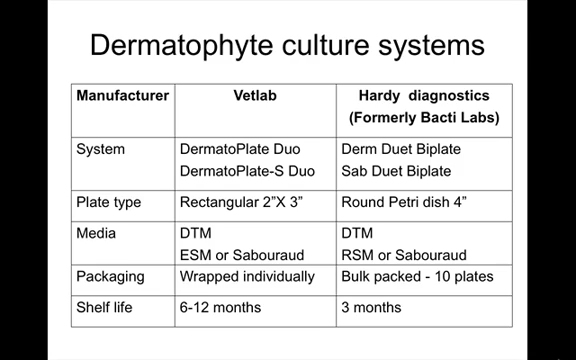 Dermatophyte culture systems
Manufacturer Vetlab Hardy diagnostics
(Formerly Bacti Labs)
System DermatoPlate Duo Derm Duet Biplate
DermatoPlate-S Duo Sab Duet Biplate
Plate type Rectangular 2”X 3” Round Petri dish 4”
Media DTM DTM
ESM or Sabouraud RSM or Sabouraud
Packaging Wrapped individually Bulk packed - 10 plates
Shelf life 6-12 months 3 months